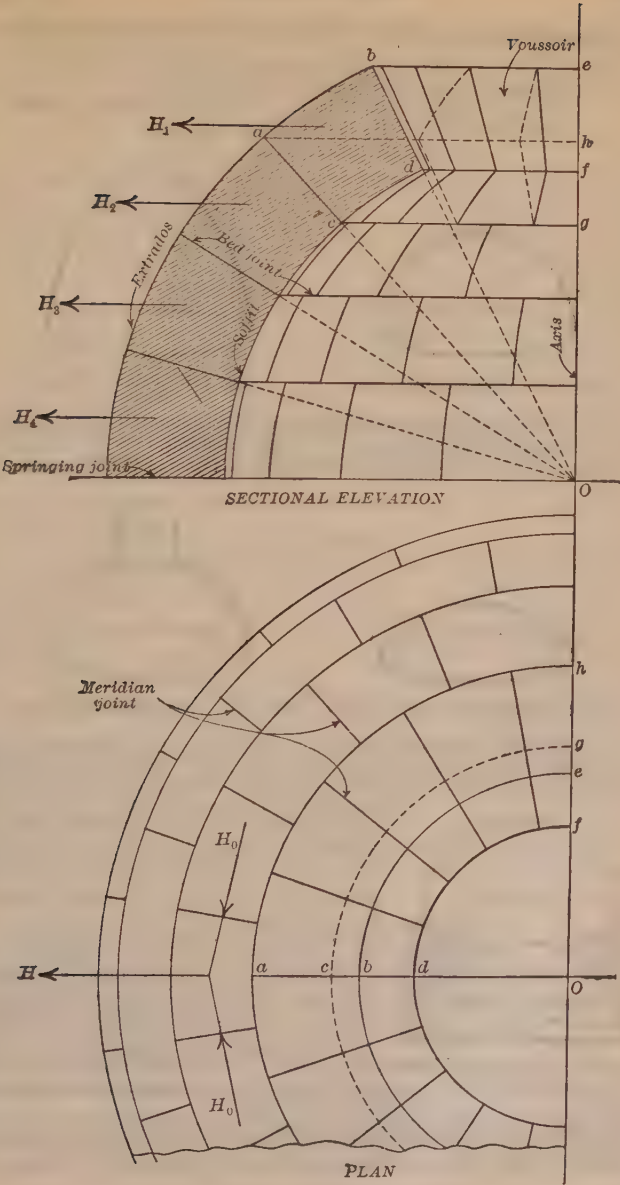 b
Voussoir
e
H₁
a
h
d
f
H₂
c
g
Extrados
Bed joint
H₃
Soffit
Axis
H₄
Springing joint
O
SECTIONAL ELEVATION
h
Meridian
joint
g
e
f
H₀
H
a
c
b
d
O
H₀
PLAN